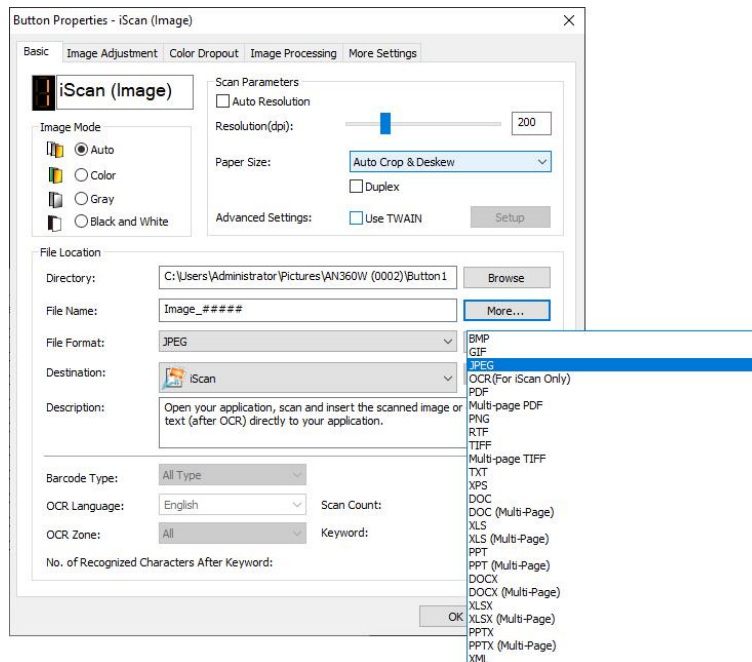 Button Properties - iScan (Image)
Basic
Image Adjustment
Color Dropout
Image Processing
More Settings
1
iScan (Image)
Image Mode
Auto
Color
Gray
Black and White
Scan Parameters
Auto Resolution
Resolution(dpi):
200
Paper Size:
Auto Crop & Deskew
Duplex
Advanced Settings:
Use TWAIN
Setup
File Location
Directory:
C:\Users\Administrator\Pictures\AN360W (0002)\Button1
Browse
File Name:
Image_#####
More...
File Format:
JPEG
Destination:
iScan
Description:
Open your application, scan and insert the scanned image or
text (after OCR) directly to your application.
Barcode Type:
All Type
OCR Language:
English
Scan Count:
OCR Zone:
All
Keyword:
No. of Recognized Characters After Keyword:
OK
BMP
GIF
JPEG
OCR(For iScan Only)
PDF
Multi-page PDF
PNG
RTF
TIFF
Multi-page TIFF
TXT
XPS
DOC
DOC (Multi-Page)
XLS
XLS (Multi-Page)
PPT
PPT (Multi-Page)
DOCX
DOCX (Multi-Page)
XLSX
XLSX (Multi-Page)
PPTX
PPTX (Multi-Page)
XML